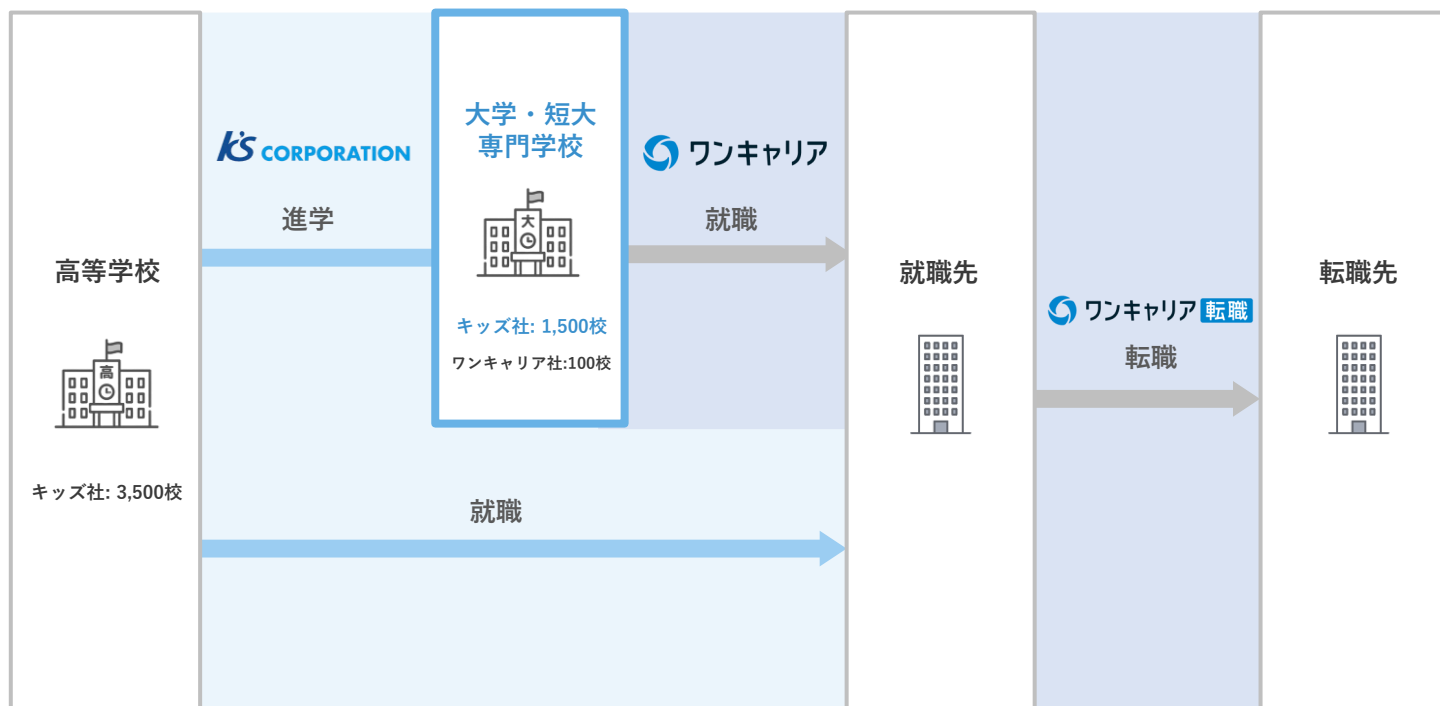 高等学校
高
キッズ社: 3,500校
K'S CORPORATION
進学
大学・短大
専門学校
大
キッズ社: 1,500校
ワンキャリア社:100校
ワンキャリア
就職
就職
就職先
ワンキャリア 転職
転職
転職先